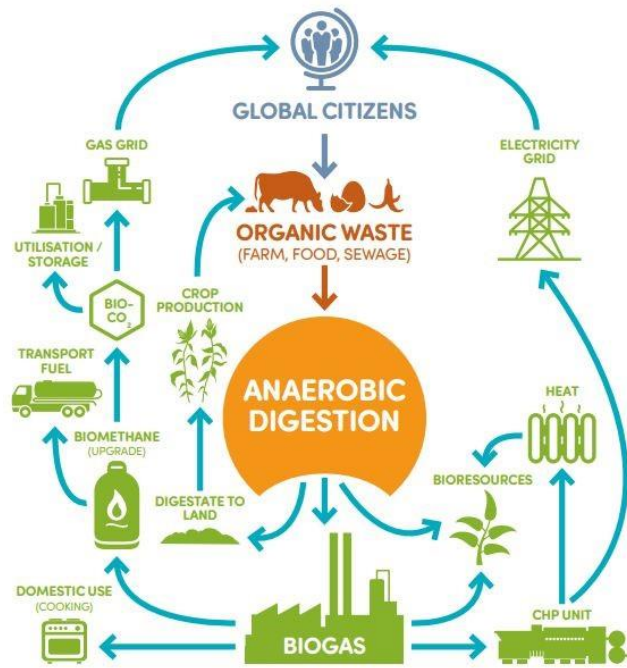 GLOBAL CITIZENS
GAS GRID
ELECTRICITY
GRID
ORGANIC WASTE
(FARM, FOOD, SEWAGE)
UTILISATION /
STORAGE
BIO-
CO2
CROP
PRODUCTION
TRANSPORT
FUEL
ANAEROBIC
DIGESTION
HEAT
BIOMETHANE
(UPGRADE)
BIORESOURCES
DIGESTATE TO
LAND
DOMESTIC USE
(COOKING)
BIOGAS
CHP UNIT